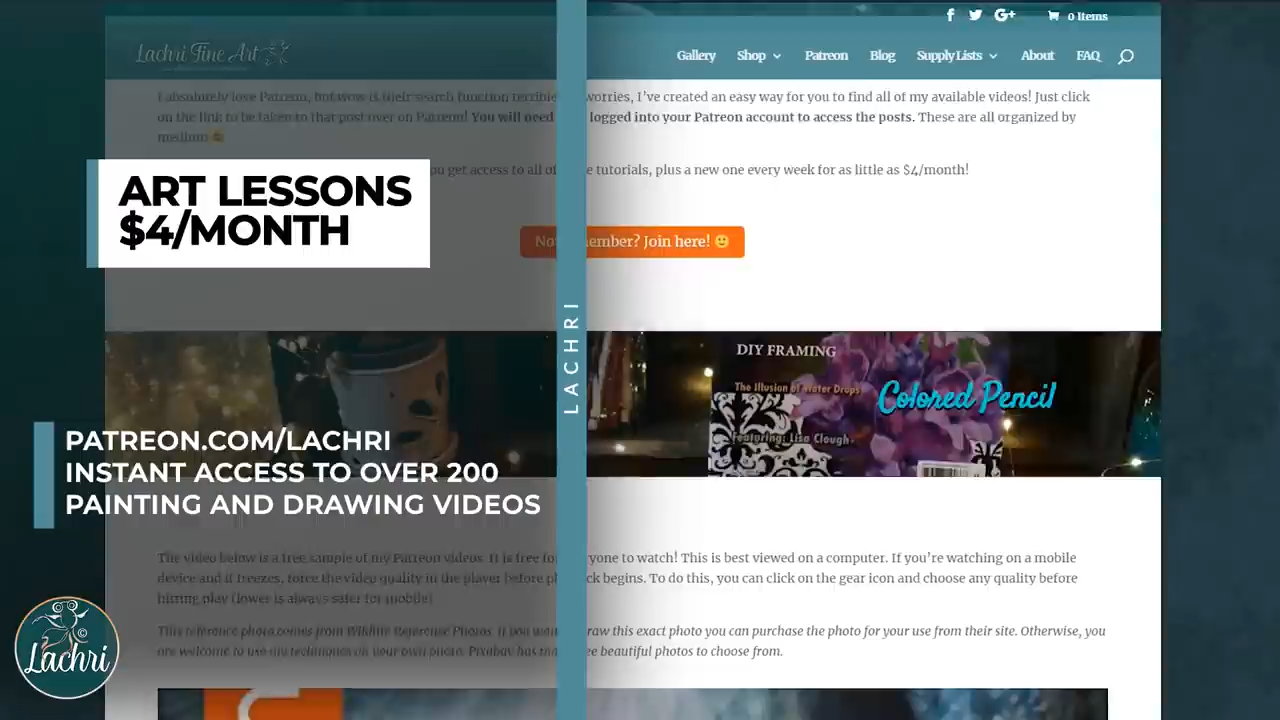 0 Items
Lachri Fine Art
Gallery Shop Patreon Blog Supply Lists About FAQ
I absolutely love Patreon, but wow is their search function terrible worries, I've created an easy way for you to find all of my available videos! Just click
on the link to be taken to that post over on Patreon! You will need logged into your Patreon account to access the posts. These are all organized by
medium
get access to all of tutorials, plus a new one every week for as little as $4/month!
ART LESSONS
$4/MONTH
Join here!
LACHRI
DIY FRAMING
The Illusion of Water Drops
Colored Pencil
Featuring: Lisa Clough
PATREON.COM/LACHRI
INSTANT ACCESS TO OVER 200
PAINTING AND DRAWING VIDEOS
The video below is a free sample of my Patreon videos. It is free to watch! This is best viewed on a computer. If you're watching on a mobile
device and it freezes, force the video quality in the player before begins. To do this, you can click on the gear icon and choose any quality before
hitting play (lower is always safer for mobile)
This reference photo comes from Wildlife Reference Photos. If you this exact photo you can purchase the photo for your use from their site. Otherwise, you
are welcome to use my techniques on your own photo. Pixabay has beautiful photos to choose from.
Lachri